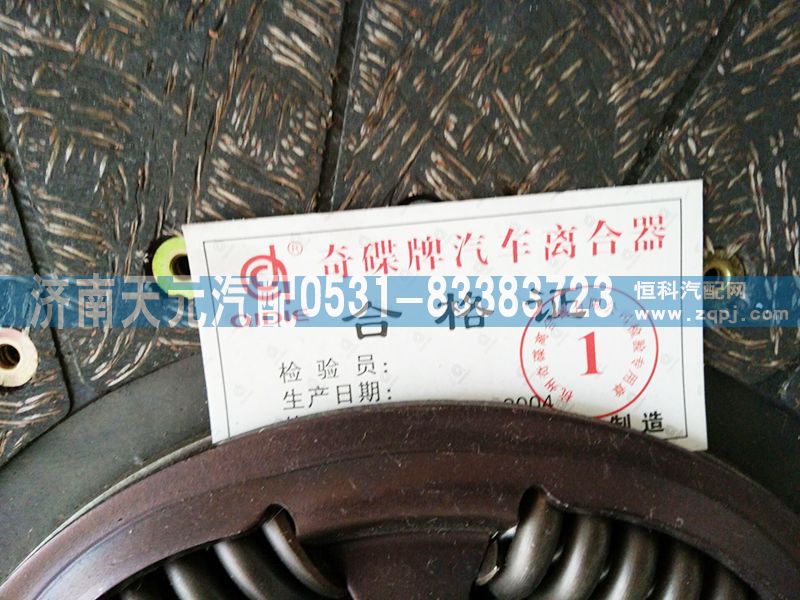 奇碟牌汽车离合器
QIDIE
合格证
济南天元汽配0531-83383723
恒科汽配网
www.zqpj.com
检验员:
1
生产日期:
2004
制造